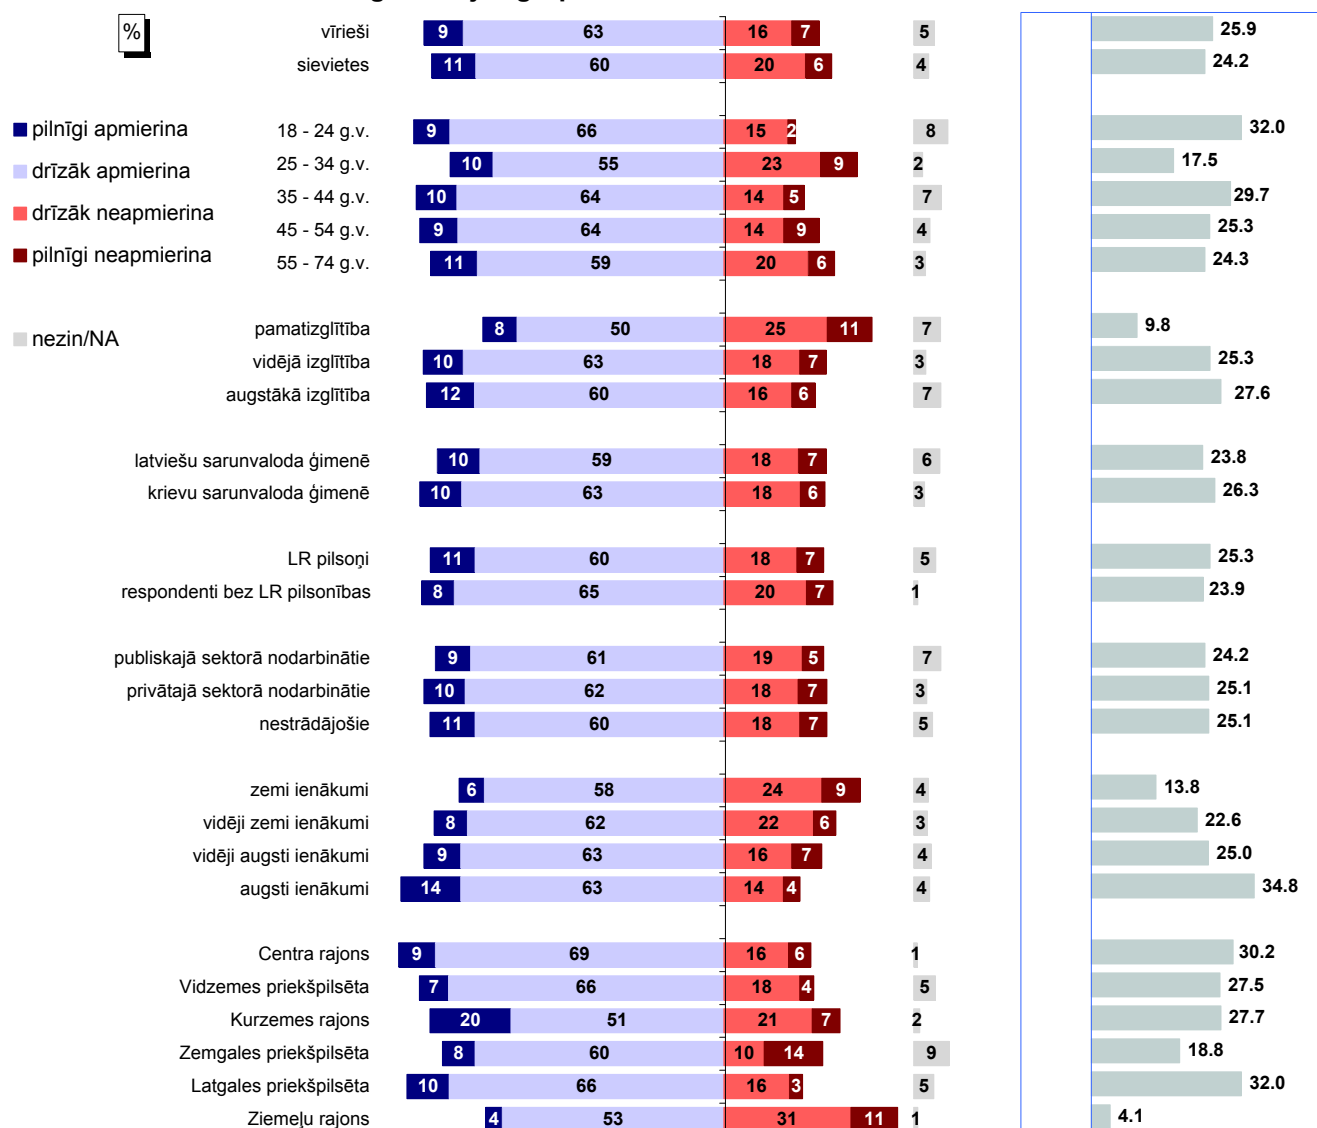 %
vīrieši 9 63 16 7 5 25.9
sievietes 11 60 20 6 4 24.2
pilnīgi apmierina
drīzāk apmierina
drīzāk neapmierina
pilnīgi neapmierina
nezin/NA
18 - 24 g.v. 9 66 15 2 8 32.0
25 - 34 g.v. 10 55 23 9 2 17.5
35 - 44 g.v. 10 64 14 5 7 29.7
45 - 54 g.v. 9 64 14 9 4 25.3
55 - 74 g.v. 11 59 20 6 3 24.3
pamatizglītība 8 50 25 11 7 9.8
vidējā izglītība 10 63 18 7 3 25.3
augstākā izglītība 12 60 16 6 7 27.6
latviešu sarunvaloda ģimenē 10 59 18 7 6 23.8
krievu sarunvaloda ģimenē 10 63 18 6 3 26.3
LR pilsoņi 11 60 18 7 5 25.3
respondenti bez LR pilsonības 8 65 20 7 1 23.9
publiskajā sektorā nodarbinātie 9 61 19 5 7 24.2
privātajā sektorā nodarbinātie 10 62 18 7 3 25.1
nestrādājošie 11 60 18 7 5 25.1
zemi ienākumi 6 58 24 9 4 13.8
vidēji zemi ienākumi 8 62 22 6 3 22.6
vidēji augsti ienākumi 9 63 16 7 4 25.0
augsti ienākumi 14 63 14 4 4 34.8
Centra rajons 9 69 16 6 1 30.2
Vidzemes priekšpilsēta 7 66 18 4 5 27.5
Kurzemes rajons 20 51 21 7 2 27.7
Zemgales priekšpilsēta 8 60 10 14 9 18.8
Latgales priekšpilsēta 10 66 16 3 5 32.0
Ziemeļu rajons 4 53 31 11 1 4.1